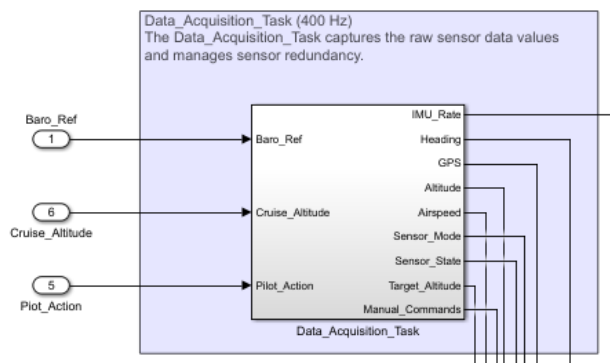 Data_Acquisition_Task (400 Hz)
The Data_Acquisition_Task captures the raw sensor data values
and manages sensor redundancy.
Baro_Ref
1
Baro_Ref
6
Cruise_Altitude
Cruise_Altitude
5
Piot_Action
Pilot_Action
IMU_Rate
Heading
GPS
Altitude
Airspeed
Sensor_Mode
Sensor_State
Target_Altitude
Manual_Commands
Data_Acquisition_Task